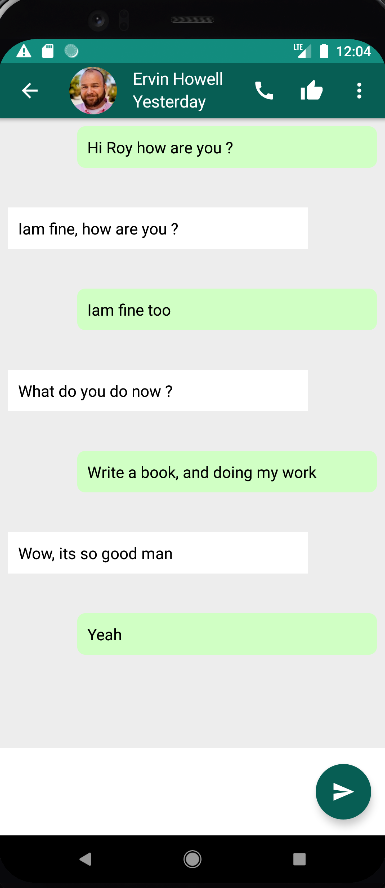 LTE 12:04
Ervin Howell
Yesterday
Hi Roy how are you ?
Iam fine, how are you ?
Iam fine too
What do you do now ?
Write a book, and doing my work
Wow, its so good man
Yeah